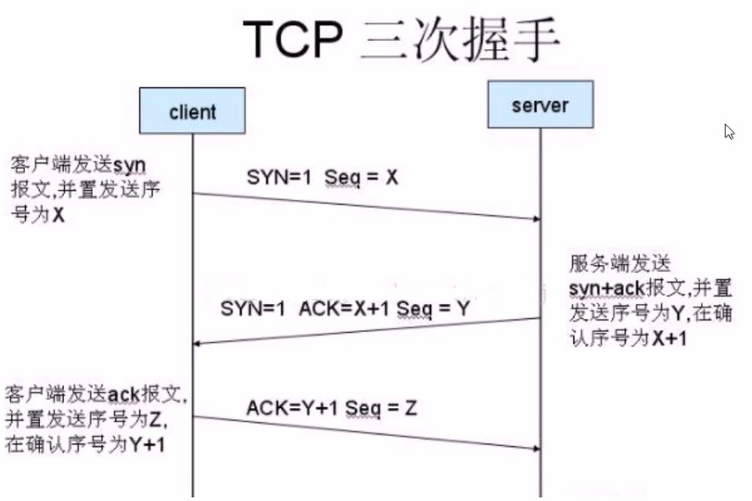 TCP 三次握手
client
server
客户端发送syn
报文,并置发送序
号为X
SYN=1 Seq = X
服务端发送
syn+ack报文,并置
发送序号为Y,在确
认序号为X+1
SYN=1 ACK=X+1 Seq = Y
客户端发送ack报文,
并置发送序号为Z,
在确认序号为Y+1
ACK=Y+1 Seq = Z